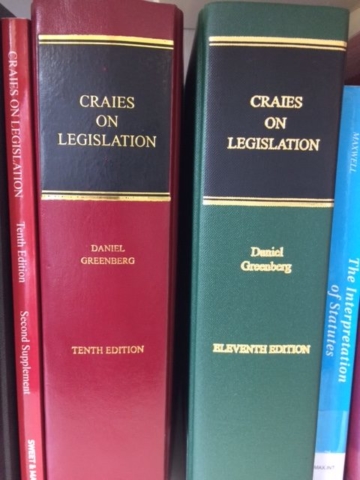 CRAIES ON LEGISLATION
Tenth Edition
Second Supplement
CRAIES
ON
LEGISLATION
DANIEL
GREENBERG
TENTH EDITION
CRAIES
ON
LEGISLATION
Daniel
Greenberg
ELEVENTH EDITION
MAXWELL
The Interpretation
of Statutes